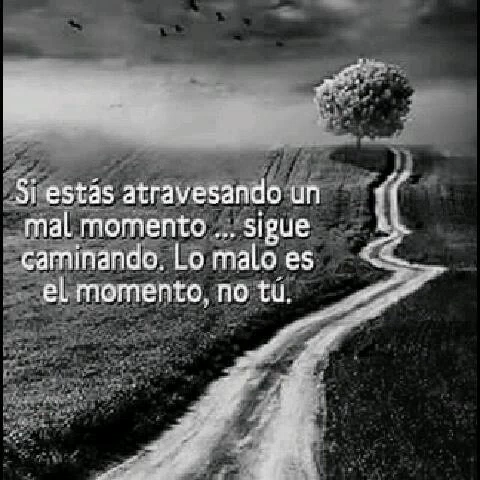 Si estás atravesando un
mal momento ... sigue
caminando. Lo malo es
el momento, no tú.